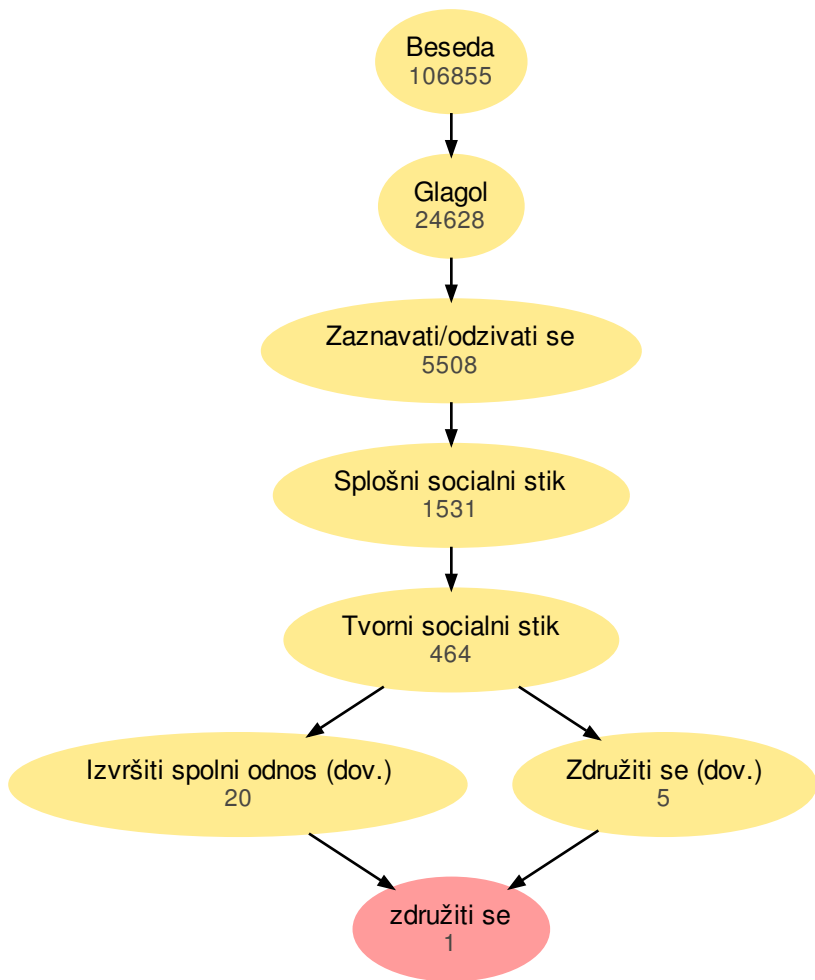 Beseda
106855
Glagol
24628
Zaznavati/odzivati se
5508
Splošni socialni stik
1531
Tvorni socialni stik
464
Izvršiti spolni odnos (dov.)
20
Združiti se (dov.)
5
združiti se
1